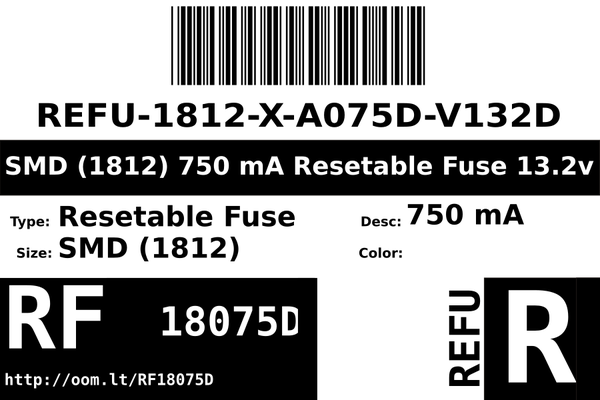 REFU-1812-X-A075D-V132D
SMD (1812) 750 mA Resetable Fuse 13.2v
Type: Resetable Fuse
Desc: 750 mA
Size: SMD (1812)
Color:
RF 18075D
http://oom.lt/RF18075D
REFU
R